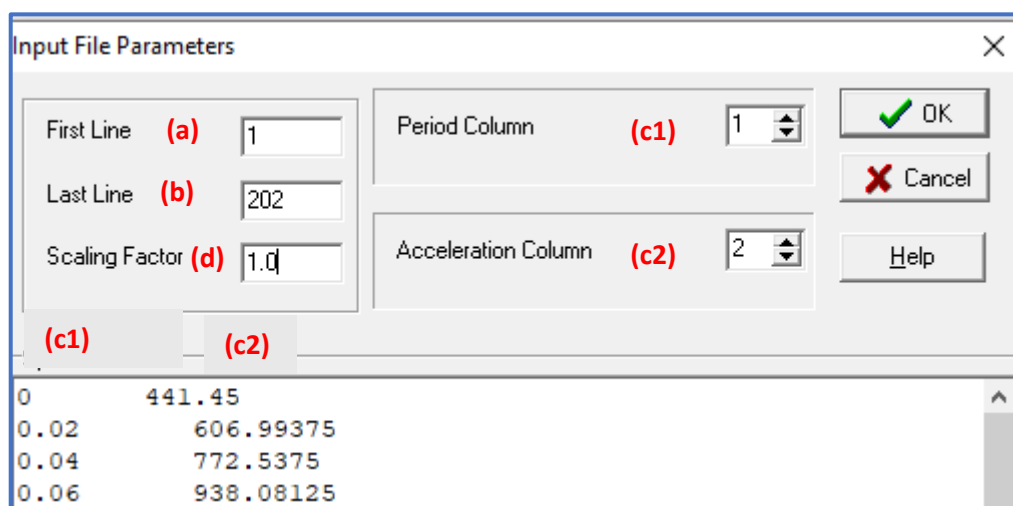 Input File Parameters
First Line (a) 1
Last Line (b) 202
Scaling Factor (d) 1.0
Period Column (c1) 1
Acceleration Column (c2) 2
OK
Cancel
Help
(c1) (c2)
0 441.45
0.02 606.99375
0.04 772.5375
0.06 938.08125